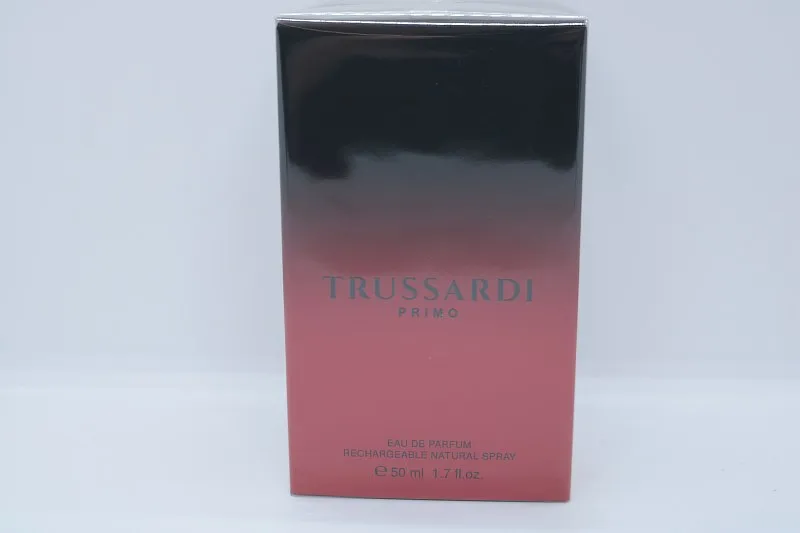 TRUSSARDI
PRIMO
EAU DE PARFUM
RECHARGEABLE NATURAL SPRAY
℮ 50 ml 1.7 fl.oz.